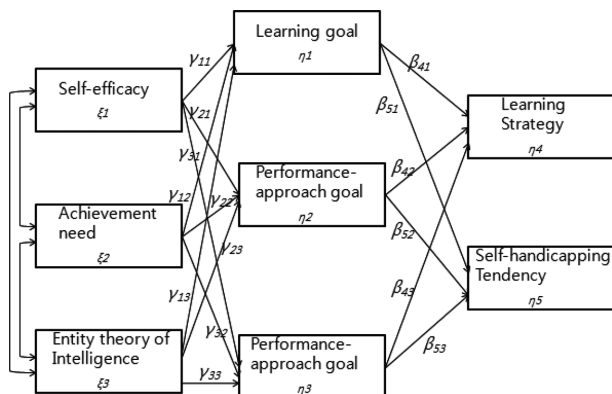 Learning goal
η1
Self-efficacy
ξ1
Achievement
need
ξ2
Entity theory of
Intelligence
ξ3
Performance-
approach goal
η2
Performance-
approach goal
η3
Learning
Strategy
η4
Self-handicapping
Tendency
η5
γ11
γ21
γ31
γ12
γ22
γ23
γ13
γ32
γ33
β41
β51
β42
β52
β43
β53